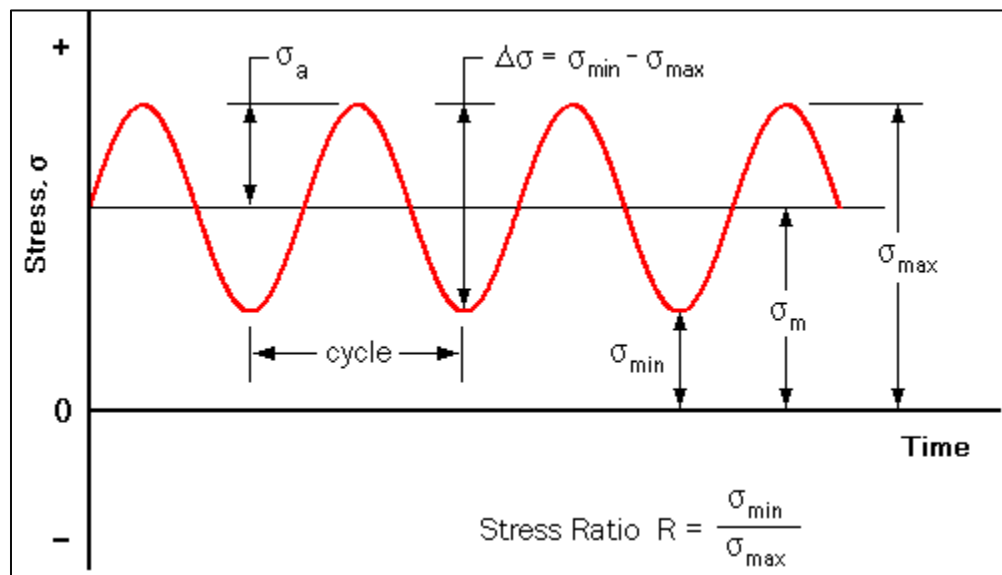 +
σa
Δσ = σmin - σmax
Stress, σ
σmax
σm
cycle
σmin
0
Time
Stress Ratio R = σmin / σmax
–